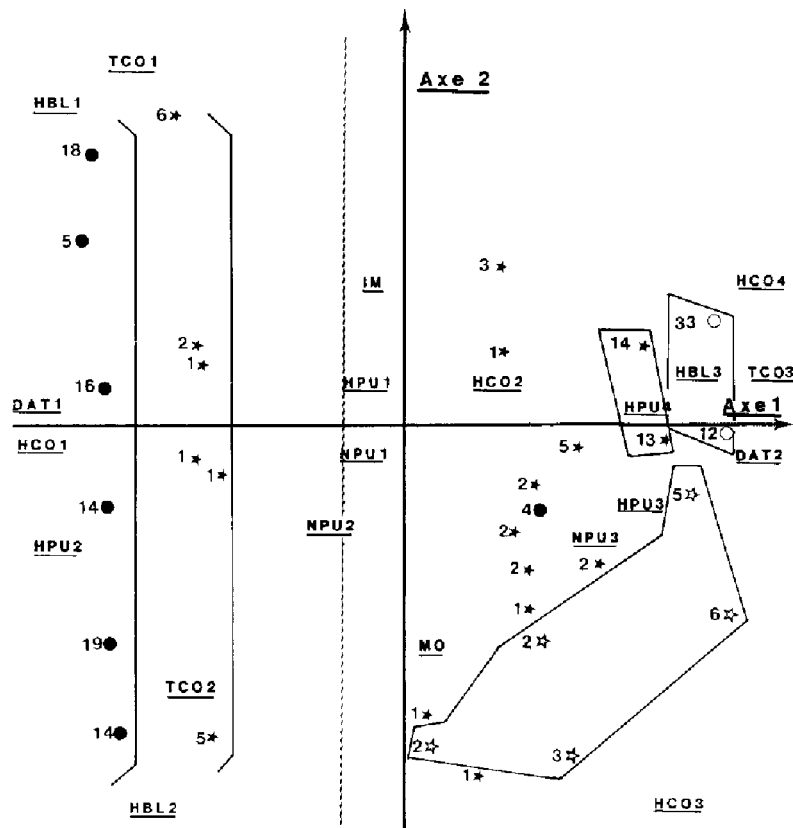 TCO1
Axe 2
HBL1
6
18
5
3
IM
HCO4
33
2
14
1
1
HCO2
HBL3
TCO3
16
HPU1
DAT1
HPU4
Axe1
HCO1
13
12
5
NPU1
DAT2
1
1
2
HPU3
5
14
4
NPU2
2
NPU3
HPU2
2
2
1
6
19
2
MO
TCO2
1
14
5
2
3
1
HBL2
HCO3